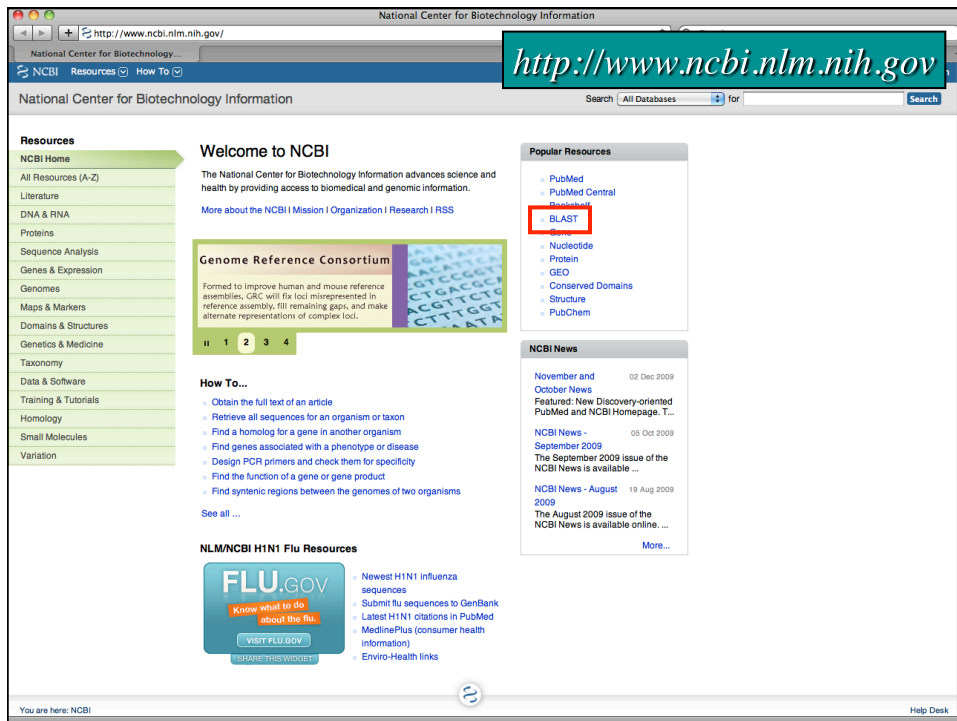 National Center for Biotechnology Information
http://www.ncbi.nlm.nih.gov/
National Center for Biotechnology...
http://www.ncbi.nlm.nih.gov
NCBI Resources How To
National Center for Biotechnology Information
Search All Databases for Search
Resources
NCBI Home
All Resources (A-Z)
Literature
DNA & RNA
Proteins
Sequence Analysis
Genes & Expression
Genomes
Maps & Markers
Domains & Structures
Genetics & Medicine
Taxonomy
Data & Software
Training & Tutorials
Homology
Small Molecules
Variation
Welcome to NCBI
The National Center for Biotechnology Information advances science and
health by providing access to biomedical and genomic information.
More about the NCBI | Mission | Organization | Research | RSS
Genome Reference Consortium
Formed to improve human and mouse reference
assemblies, GRC will fix loci misrepresented in
reference assembly, fill remaining gaps, and make
alternate representations of complex loci.
1 2 3 4
How To...
Obtain the full text of an article
Retrieve all sequences for an organism or taxon
Find a homolog for a gene in another organism
Find genes associated with a phenotype or disease
Design PCR primers and check them for specificity
Find the function of a gene or gene product
Find syntenic regions between the genomes of two organisms
See all ...
NLM/NCBI H1N1 Flu Resources
FLU.GOV
Know what to do
about the flu.
VISIT FLU.GOV
SHARE THIS WIDGET
Newest H1N1 influenza
sequences
Submit flu sequences to GenBank
Latest H1N1 citations in PubMed
MedlinePlus (consumer health
information)
Enviro-Health links
Popular Resources
PubMed
PubMed Central
Bookshelf
BLAST
Gene
Nucleotide
Protein
GEO
Conserved Domains
Structure
PubChem
NCBI News
November and 02 Dec 2009
October News
Featured: New Discovery-oriented
PubMed and NCBI Homepage. T...
NCBI News - 05 Oct 2009
September 2009
The September 2009 issue of the
NCBI News is available ...
NCBI News - August 19 Aug 2009
2009
The August 2009 issue of the
NCBI News is available online. ...
More...
You are here: NCBI
Help Desk